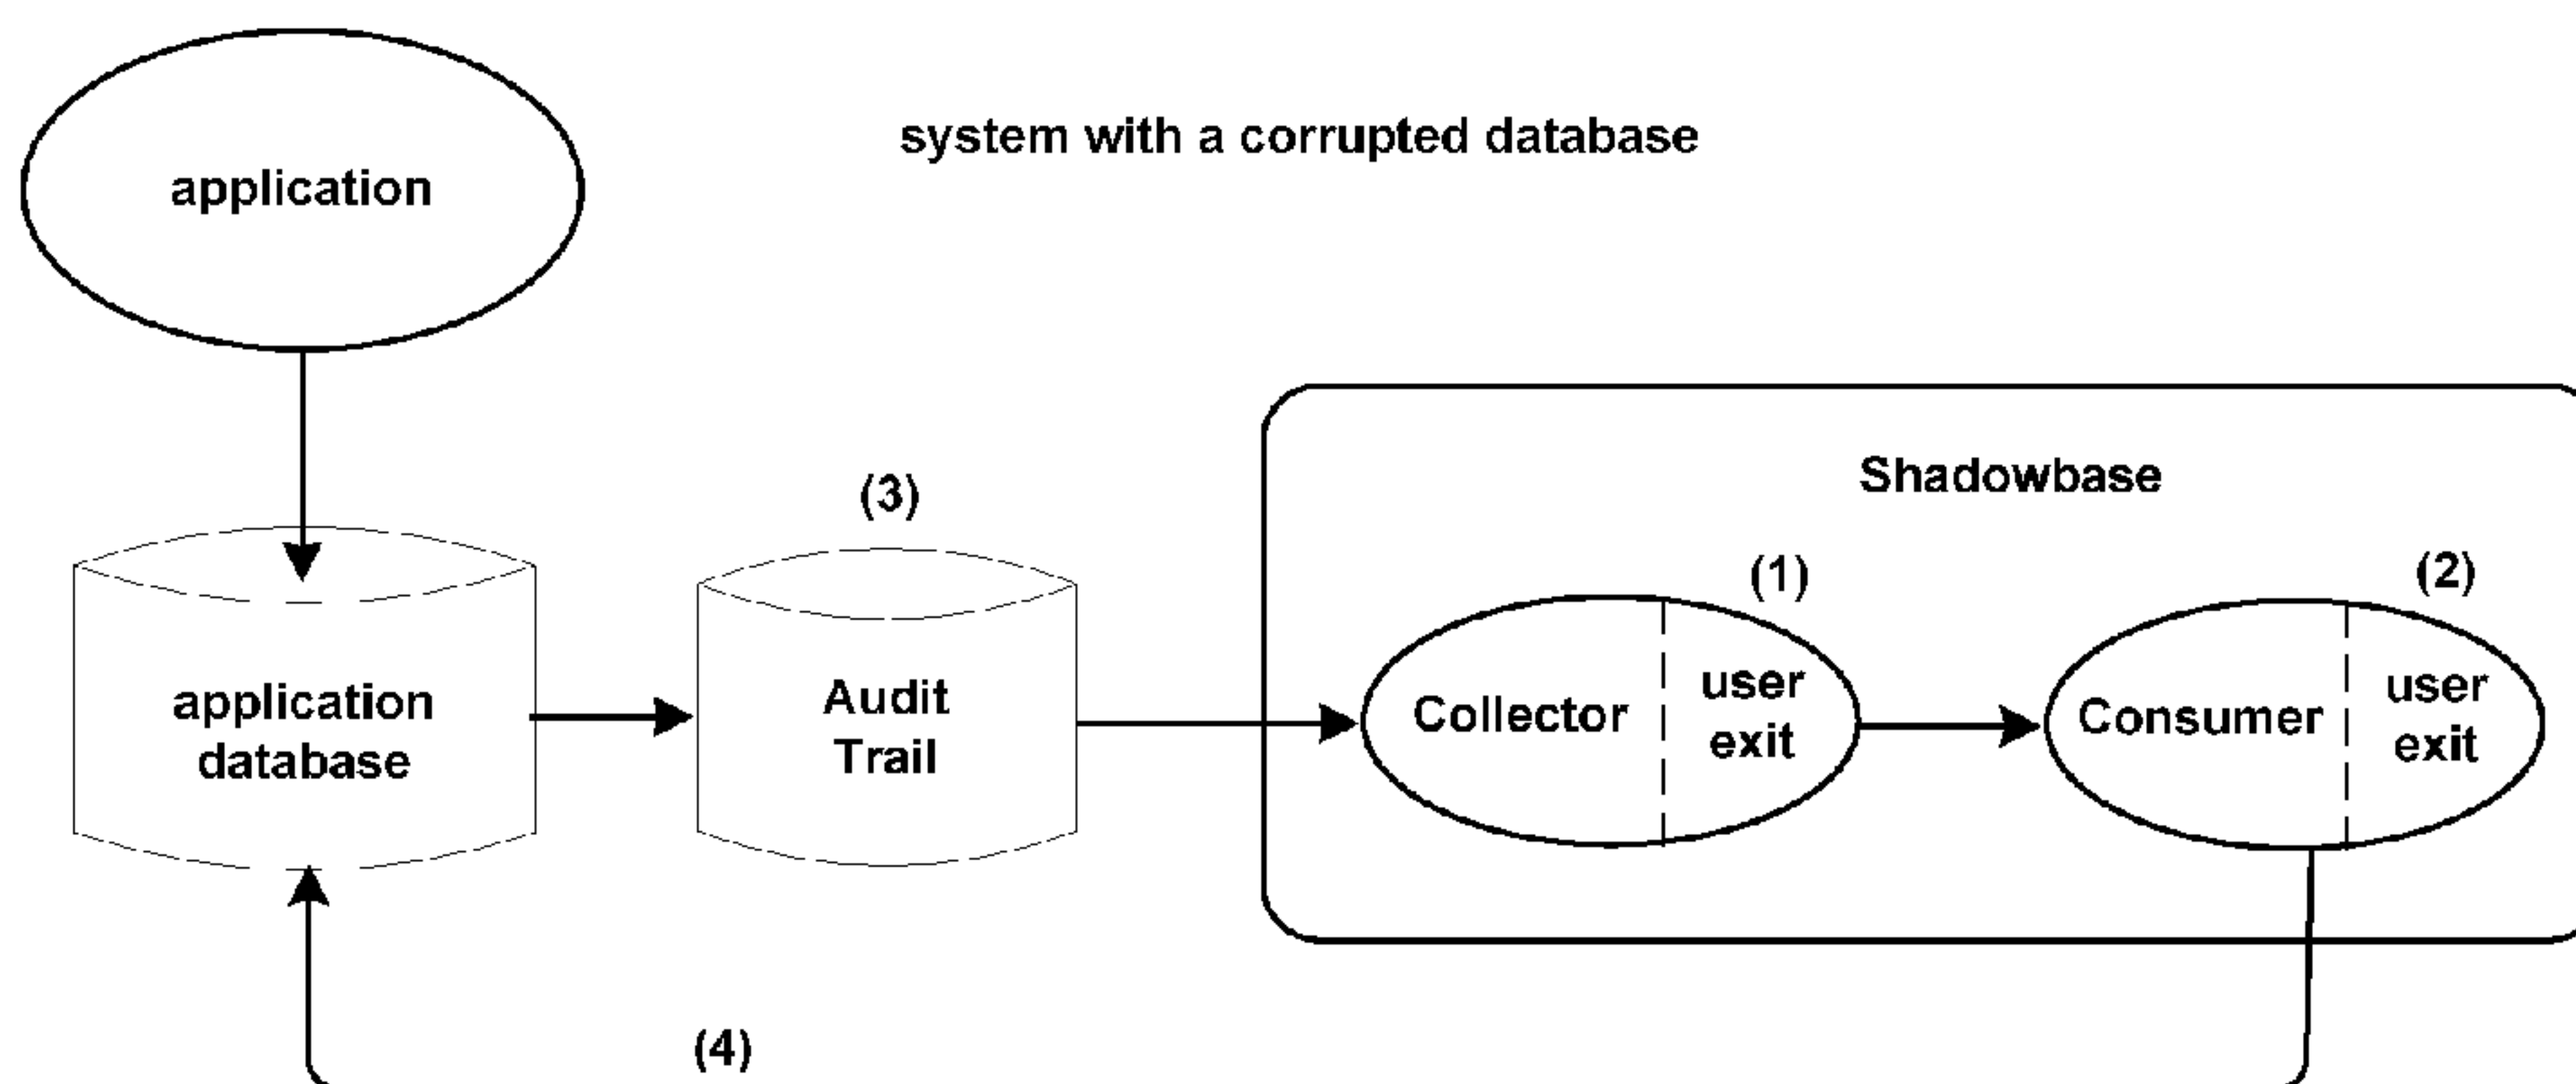 system with a corrupted database
application
Shadowbase
(3)
(1)
(2)
application
database
Audit
Trail
Collector
user
exit
Consumer
user
exit
(4)